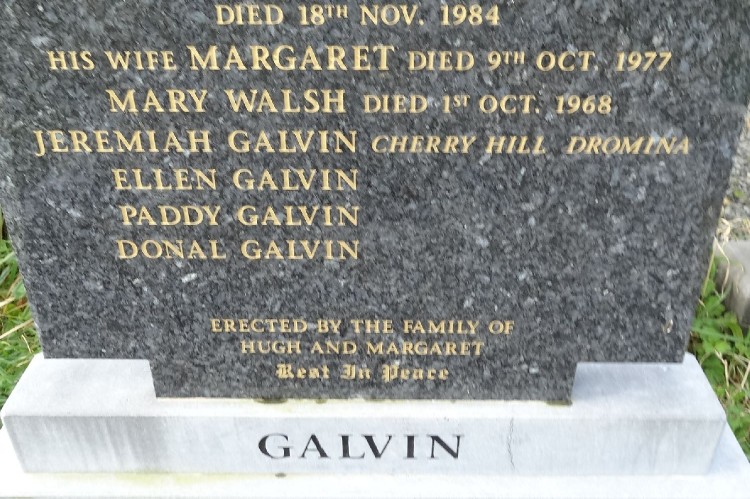 DIED 18TH NOV. 1984
HIS WIFE MARGARET DIED 9TH OCT. 1977
MARY WALSH DIED 1ST OCT. 1968
JEREMIAH GALVIN CHERRY HILL DROMINA
ELLEN GALVIN
PADDY GALVIN
DONAL GALVIN
ERECTED BY THE FAMILY OF
HUGH AND MARGARET
Rest In Peace
GALVIN